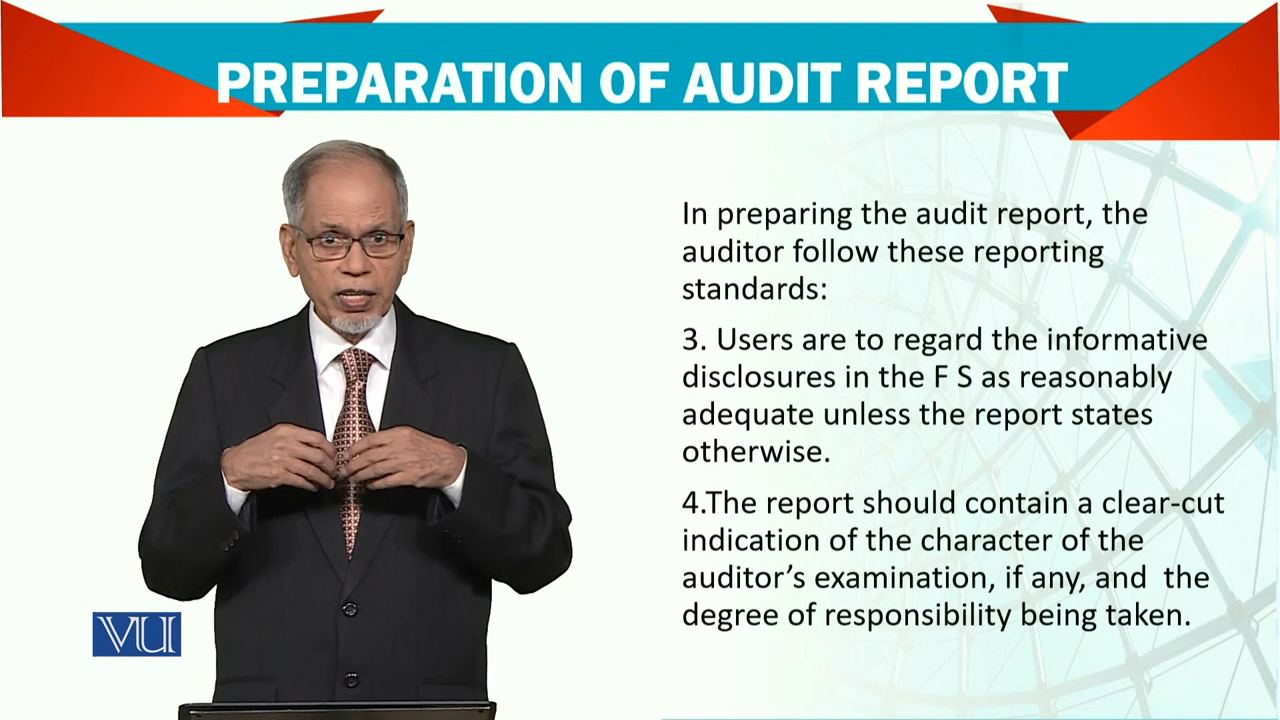 PREPARATION OF AUDIT REPORT
In preparing the audit report, the
auditor follow these reporting
standards:
3. Users are to regard the informative
disclosures in the F S as reasonably
adequate unless the report states
otherwise.
4.The report should contain a clear-cut
indication of the character of the
auditor’s examination, if any, and  the
degree of responsibility being taken.
VU